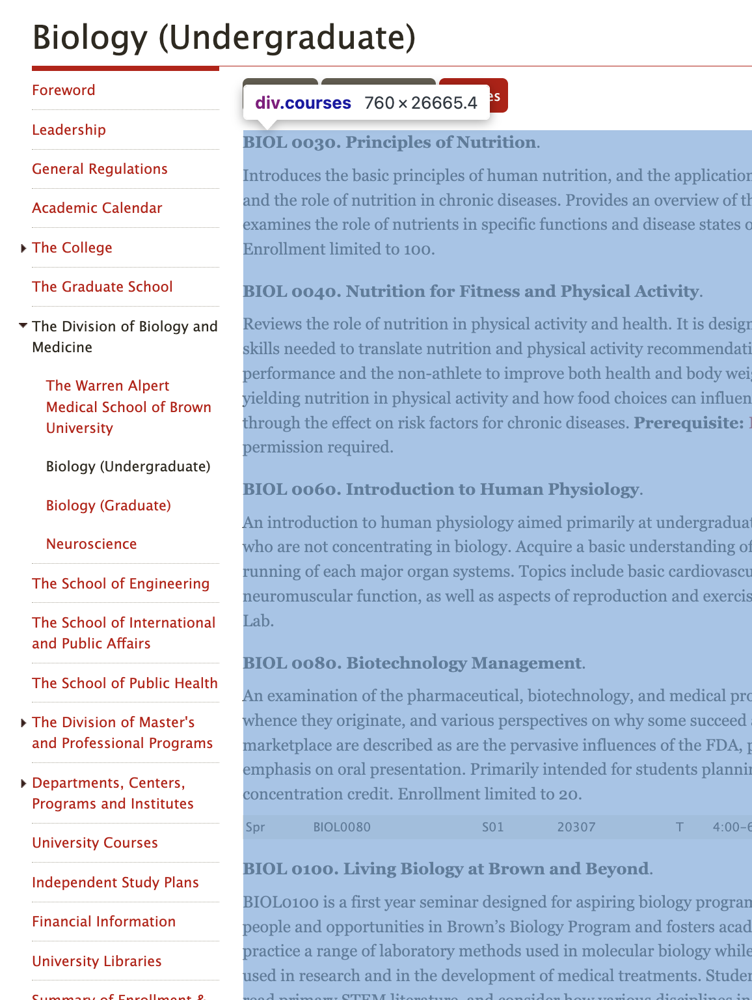 Biology (Undergraduate)
Foreword
Leadership
General Regulations
Academic Calendar
The College
The Graduate School
The Division of Biology and
Medicine
The Warren Alpert
Medical School of Brown
University
Biology (Undergraduate)
Biology (Graduate)
Neuroscience
The School of Engineering
The School of International
and Public Affairs
The School of Public Health
The Division of Master's
and Professional Programs
Departments, Centers,
Programs and Institutes
University Courses
Independent Study Plans
Financial Information
University Libraries
Summary of Enrollment &
div.courses 760 × 26665.4
es
BIOL 0030. Principles of Nutrition.
Introduces the basic principles of human nutrition, and the application
and the role of nutrition in chronic diseases. Provides an overview of th
examines the role of nutrients in specific functions and disease states o
Enrollment limited to 100.
BIOL 0040. Nutrition for Fitness and Physical Activity.
Reviews the role of nutrition in physical activity and health. It is design
skills needed to translate nutrition and physical activity recommendati
performance and the non-athlete to improve both health and body weig
yielding nutrition in physical activity and how food choices can influen
through the effect on risk factors for chronic diseases. Prerequisite:
permission required.
BIOL 0060. Introduction to Human Physiology.
An introduction to human physiology aimed primarily at undergraduat
who are not concentrating in biology. Acquire a basic understanding of
running of each major organ systems. Topics include basic cardiovascu
neuromuscular function, as well as aspects of reproduction and exercis
Lab.
BIOL 0080. Biotechnology Management.
An examination of the pharmaceutical, biotechnology, and medical pro
whence they originate, and various perspectives on why some succeed
marketplace are described as are the pervasive influences of the FDA, p
emphasis on oral presentation. Primarily intended for students plannin
concentration credit. Enrollment limited to 20.
Spr BIOL0080 S01 20307 T 4:00-6
BIOL 0100. Living Biology at Brown and Beyond.
BIOL0100 is a first year seminar designed for aspiring biology program
people and opportunities in Brown’s Biology Program and fosters acad
practice a range of laboratory methods used in molecular biology while
used in research and in the development of medical treatments. Studen
read primary STEM literature, and consider how various disciplines in